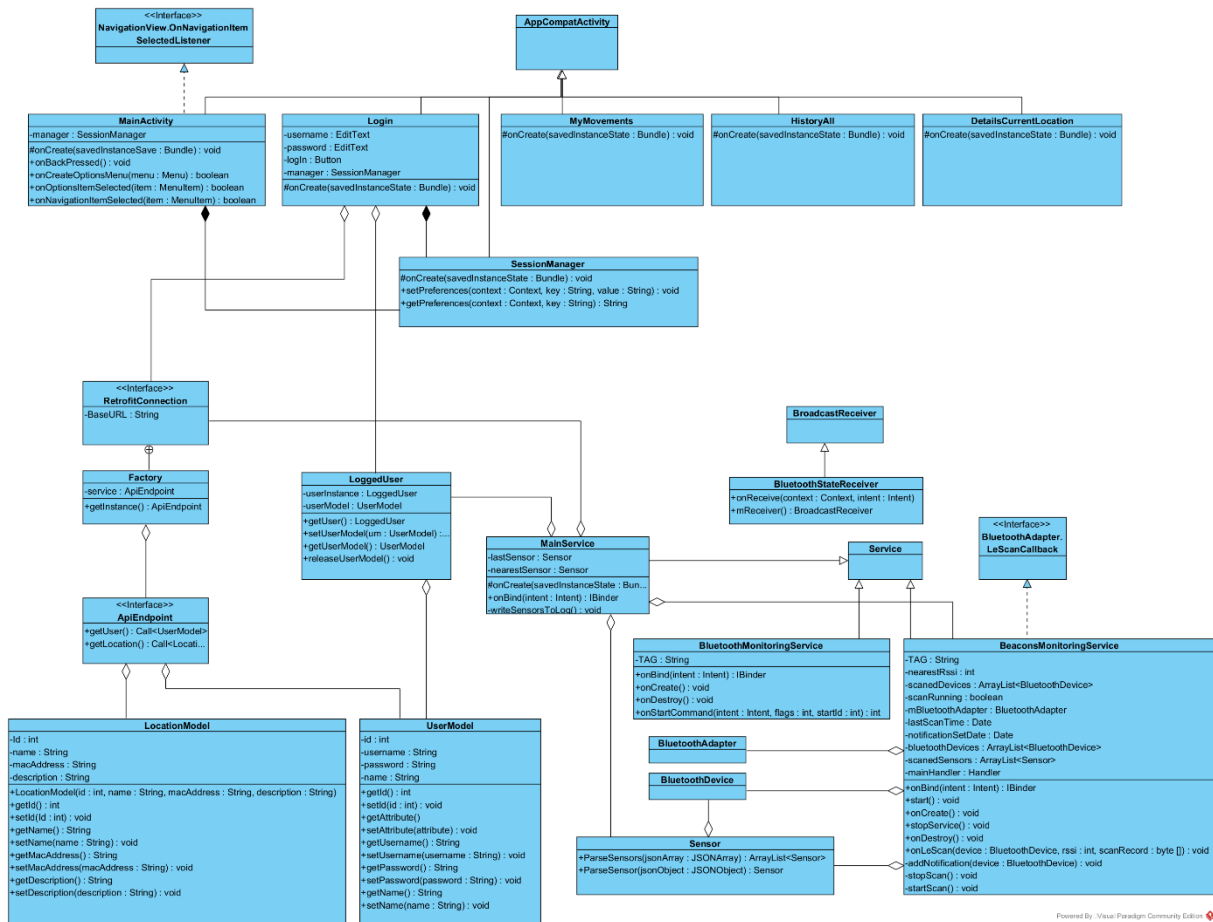 <<Interface>>
NavigationView.OnNavigationItem
SelectedListener
AppCompatActivity
MainActivity
-manager : SessionManager
#onCreate(savedInstanceSave : Bundle) : void
+onBackPressed() : void
+onCreateOptionsMenu(menu : Menu) : boolean
+onOptionsItemSelected(item : MenuItem) : boolean
+onNavigationItemSelected(item : MenuItem) : boolean
Login
-username : EditText
-password : EditText
-logIn : Button
-manager : SessionManager
#onCreate(savedInstanceState : Bundle) : void
MyMovements
#onCreate(savedInstanceState : Bundle) : void
HistoryAll
#onCreate(savedInstanceState : Bundle) : void
DetailsCurrentLocation
#onCreate(savedInstanceState : Bundle) : void
SessionManager
#onCreate(savedInstanceState : Bundle) : void
+setPreferences(context : Context, key : String, value : String) : void
+getPreferences(context : Context, key : String) : String
<<Interface>>
RetrofitConnection
-BaseURL : String
Factory
-service : ApiEndpoint
+getInstance() : ApiEndpoint
LoggedUser
-userInstance : LoggedUser
-userModel : UserModel
+getUser() : LoggedUser
+setUserModel(um : UserModel) :...
+getUserModel() : UserModel
+releaseUserModel() : void
BroadcastReceiver
BluetoothStateReceiver
+onReceive(context : Context, intent : Intent)
+mReceiver() : BroadcastReceiver
<<Interface>>
BluetoothAdapter.
LeScanCallback
MainService
-lastSensor : Sensor
-nearestSensor : Sensor
#onCreate(savedInstanceState : Bun...
+onBind(intent : Intent) : IBinder
-writeSensorsToLog() : void
Service
<<Interface>>
ApiEndpoint
+getUser() : Call<UserModel>
+getLocation() : Call<Locati...
BluetoothMonitoringService
-TAG : String
+onBind(intent : Intent) : IBinder
+onCreate() : void
+onDestroy() : void
+onStartCommand(intent : Intent, flags : int, startId : int) : int
BeaconsMonitoringService
-TAG : String
-nearestRssi : int
-scanedDevices : ArrayList<BluetoothDevice>
-scanRunning : boolean
-mBluetoothAdapter : BluetoothAdapter
-lastScanTime : Date
-notificationSetDate : Date
-bluetoothDevices : ArrayList<BluetoothDevice>
-scanedSensors : ArrayList<Sensor>
-mainHandler : Handler
+onBind(intent : Intent) : IBinder
+start() : void
+onCreate() : void
+stopService() : void
+onDestroy() : void
+onLeScan(device : BluetoothDevice, rssi : int, scanRecord : byte []) : void
-addNotification(device : BluetoothDevice) : void
-stopScan() : void
-startScan() : void
LocationModel
-Id : int
-name : String
-macAddress : String
-description : String
+LocationModel(id : int, name : String, macAddress : String, description : String)
+getId() : int
+setId(Id : int) : void
+getName() : String
+setName(name : String) : void
+getMacAddress() : String
+setMacAddress(macAddress : String) : void
+getDescription() : String
+setDescription(description : String) : void
UserModel
-id : int
-username : String
-password : String
-name : String
+getId() : int
+setId(id : int) : void
+getAttribute()
+setAttribute(attribute) : void
+getUsername() : String
+setUsername(username : String) : void
+getPassword() : String
+setPassword(password : String) : void
+getName() : String
+setName(name : String) : void
BluetoothAdapter
BluetoothDevice
Sensor
+ParseSensors(jsonArray : JSONArray) : ArrayList<Sensor>
+ParseSensor(jsonObject : JSONObject) : Sensor
Powered By Visual Paradigm Community Edition